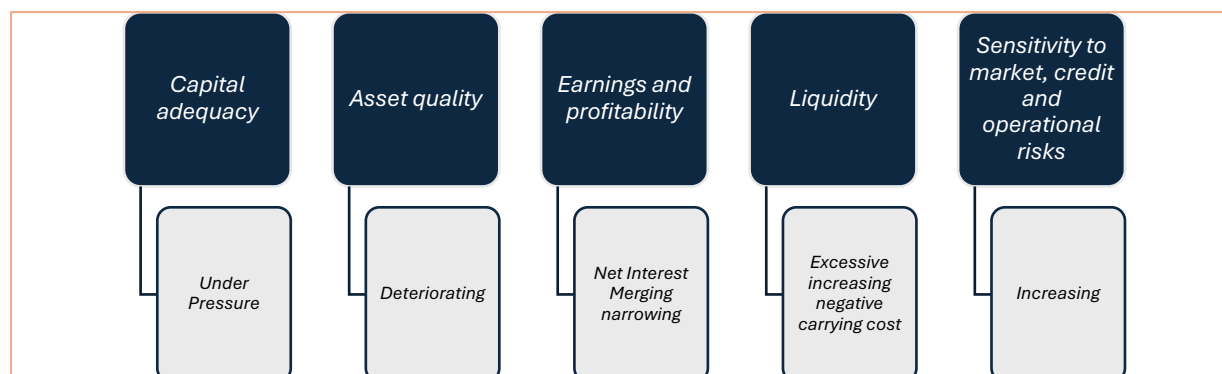 Capital
adequacy
Asset quality
Earnings and
profitability
Liquidity
Sensitivity to
market, credit
and
operational
risks
Under
Pressure
Deteriorating
Net Interest
Merging
narrowing
Excessive
increasing
negative
carrying cost
Increasing